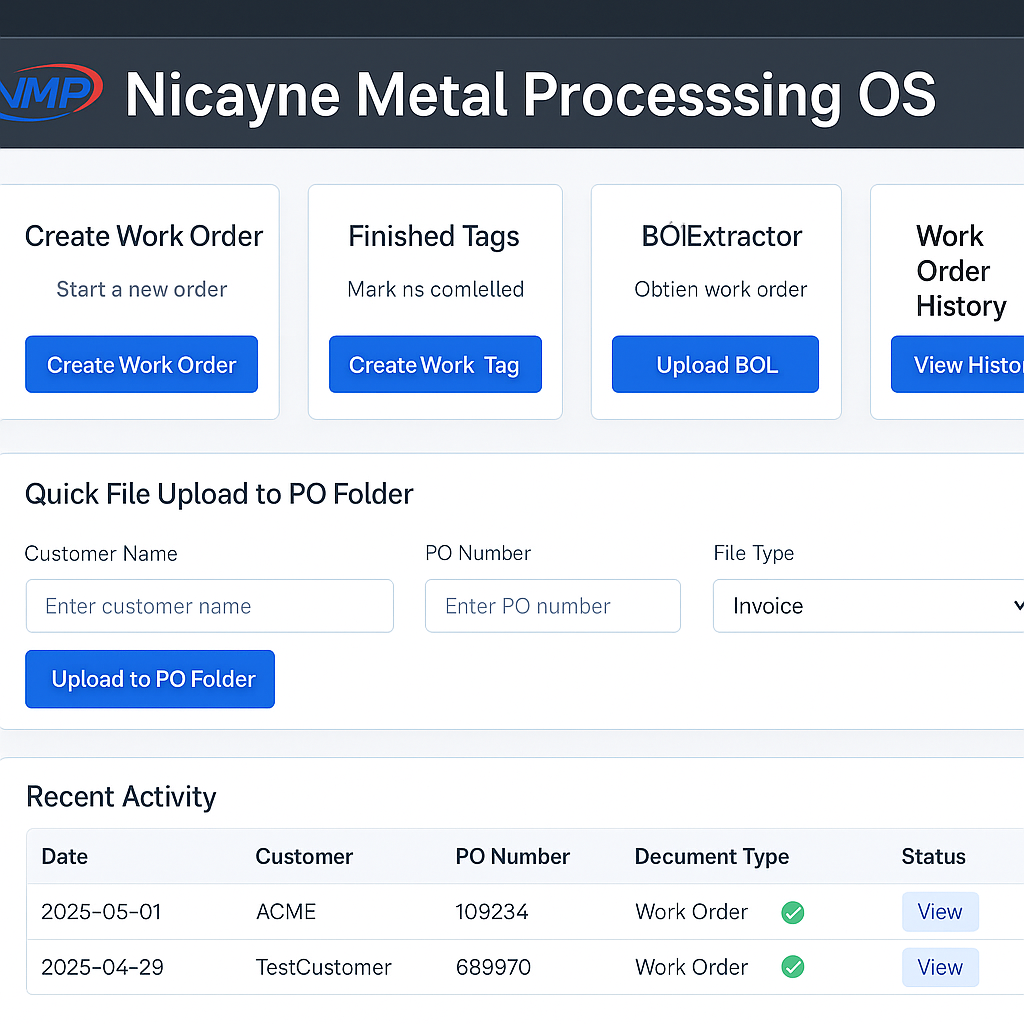 NMP Nicayne Metal Processsing OS
Create Work Order
Start a new order
Create Work Order
Finished Tags
Mark ns comlelled
Create Work Tag
BÓlExtractor
Obtien work order
Upload BOL
Work
Order
History
View Histor
Quick File Upload to PO Folder
Customer Name PO Number File Type
Enter customer name Enter PO number Invoice
Upload to PO Folder
Recent Activity
Date Customer PO Number Document Type Status
2025-05-01 ACME 109234 Work Order View
2025-04-29 TestCustomer 689970 Work Order View